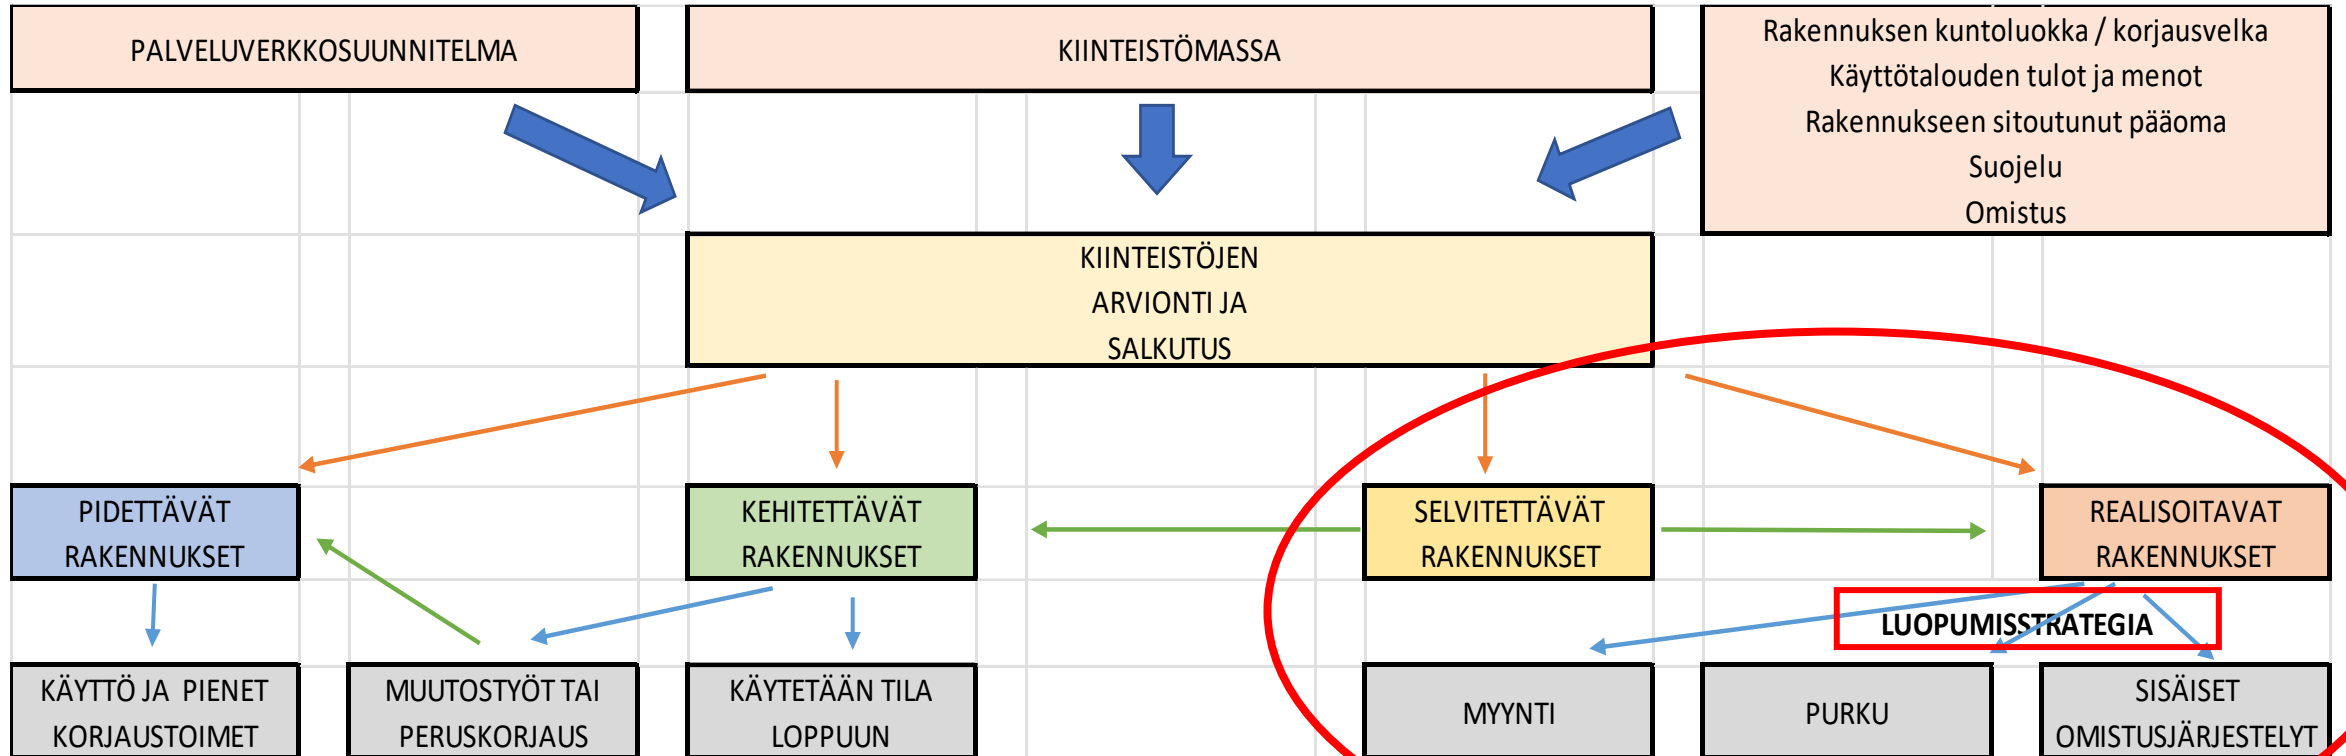 PALVELUVERKKOSUUNNITELMA
KIINTEISTÖMASSA
Rakennuksen kuntoluokka / korjausvelka
Käyttötalouden tulot ja menot
Rakennukseen sitoutunut pääoma
Suojelu
Omistus
KIINTEISTÖJEN
ARVIONTI JA
SALKUTUS
PIDETTÄVÄT
RAKENNUKSET
KEHITETTÄVÄT
RAKENNUKSET
SELVITETTÄVÄT
RAKENNUKSET
REALISOITAVAT
RAKENNUKSET
LUOPUMISSTRATEGIA
KÄYTTÖ JA PIENET
KORJAUSTOIMET
MUUTOSTYÖT TAI
PERUSKORJAUS
KÄYTETÄÄN TILA
LOPPUUN
MYYNTI
PURKU
SISÄISET
OMISTUSJÄRJESTELYT